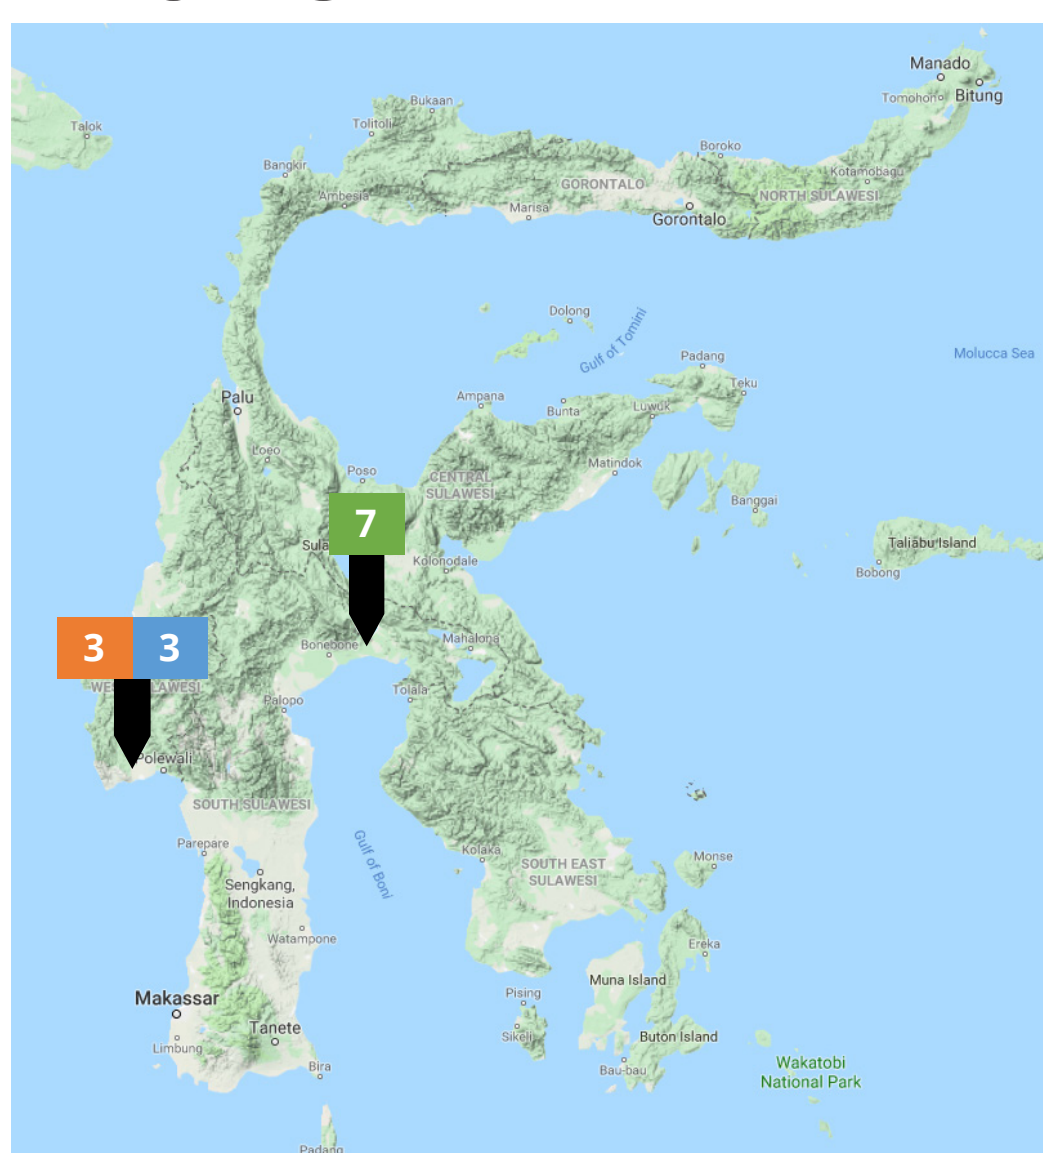 Manado
Tomohon
Bitung
Bukaan
Talok
Tolitoli
Boroko
Bangkir
Kotamobagu
GORONTALO
NORTH SULAWESI
Ambesia
Marisa
Gorontalo
Dolong
Gulf of Tomini
Molucca Sea
Padang
Teku
Palu
Ampana
Bunta
Luwuk
Loeo
Poso
Matindok
CENTRAL
SULAWESI
Banggai
7
Sula
Taliabu Island
Kolonodale
Bobong
3 3
Bonebone
Mahalona
Tolala
Palopo
Polewali
SOUTH SULAWESI
Parepare
Gulf of Boni
Kolaka
SOUTH EAST
SULAWESI
Monse
Sengkang,
Indonesia
Watampone
Ereka
Muna Island
Pising
Makassar
Tanete
Sikeli
Buton Island
Limbung
Bira
Bau-bau
Wakatobi
National Park
Padang